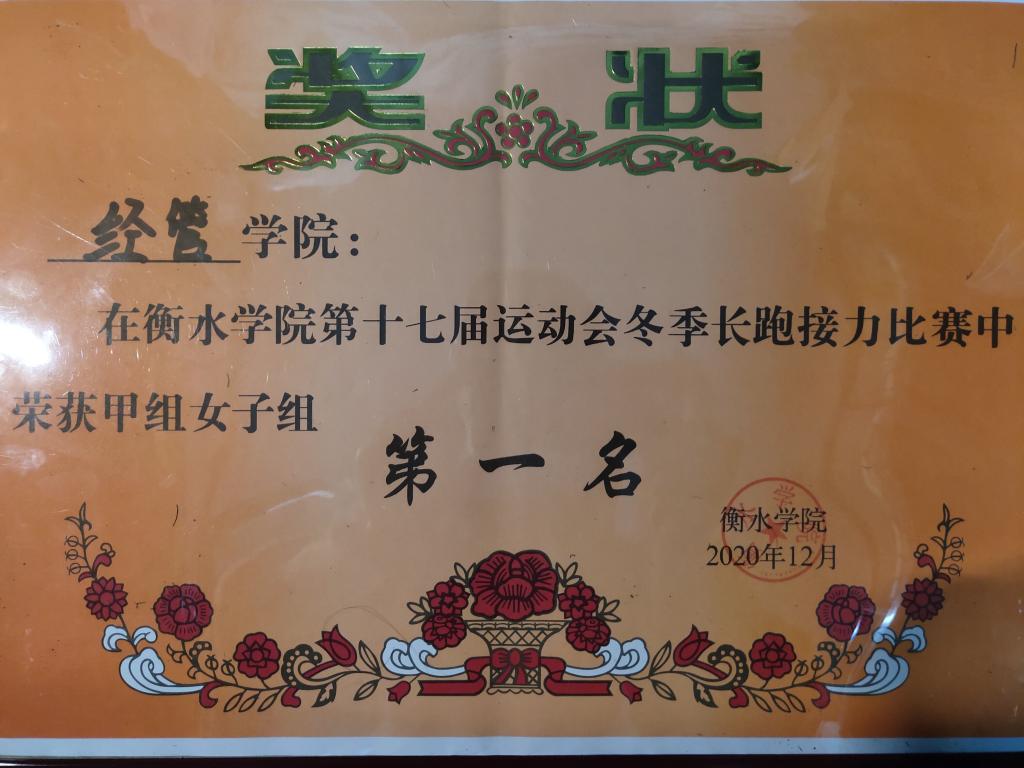 奖状
经管学院：
在衡水学院第十七届运动会冬季长跑接力比赛中
荣获甲组女子组
第一名
衡水学院
2020年12月